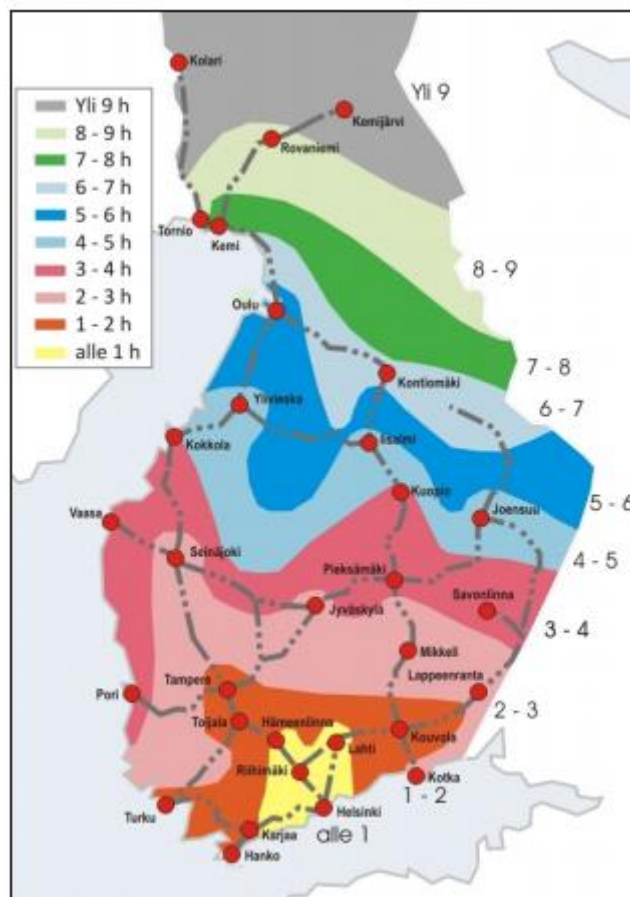 Kolari
Yli 9
Kemijärvi
Yli 9 h
8 - 9 h
7 - 8 h
6 - 7 h
5 - 6 h
4 - 5 h
3 - 4 h
2 - 3 h
1 - 2 h
alle 1 h
Rovaniemi
Tornio
Kemi
8 - 9
Oulu
7 - 8
Kontiomäki
6 - 7
Ylivieska
Kokkola
Iisalmi
Kuopio
5 - 6
Vaasa
Joensuu
4 - 5
Seinäjoki
Pieksämäki
Savonlinna
Jyväskylä
3 - 4
Mikkeli
Lappeenranta
Tampere
Pori
2 - 3
Toijala
Hämeenlinna
Lahti
Kouvola
Riihimäki
Kotka
1 - 2
Turku
Helsinki
alle 1
Karjaa
Hanko